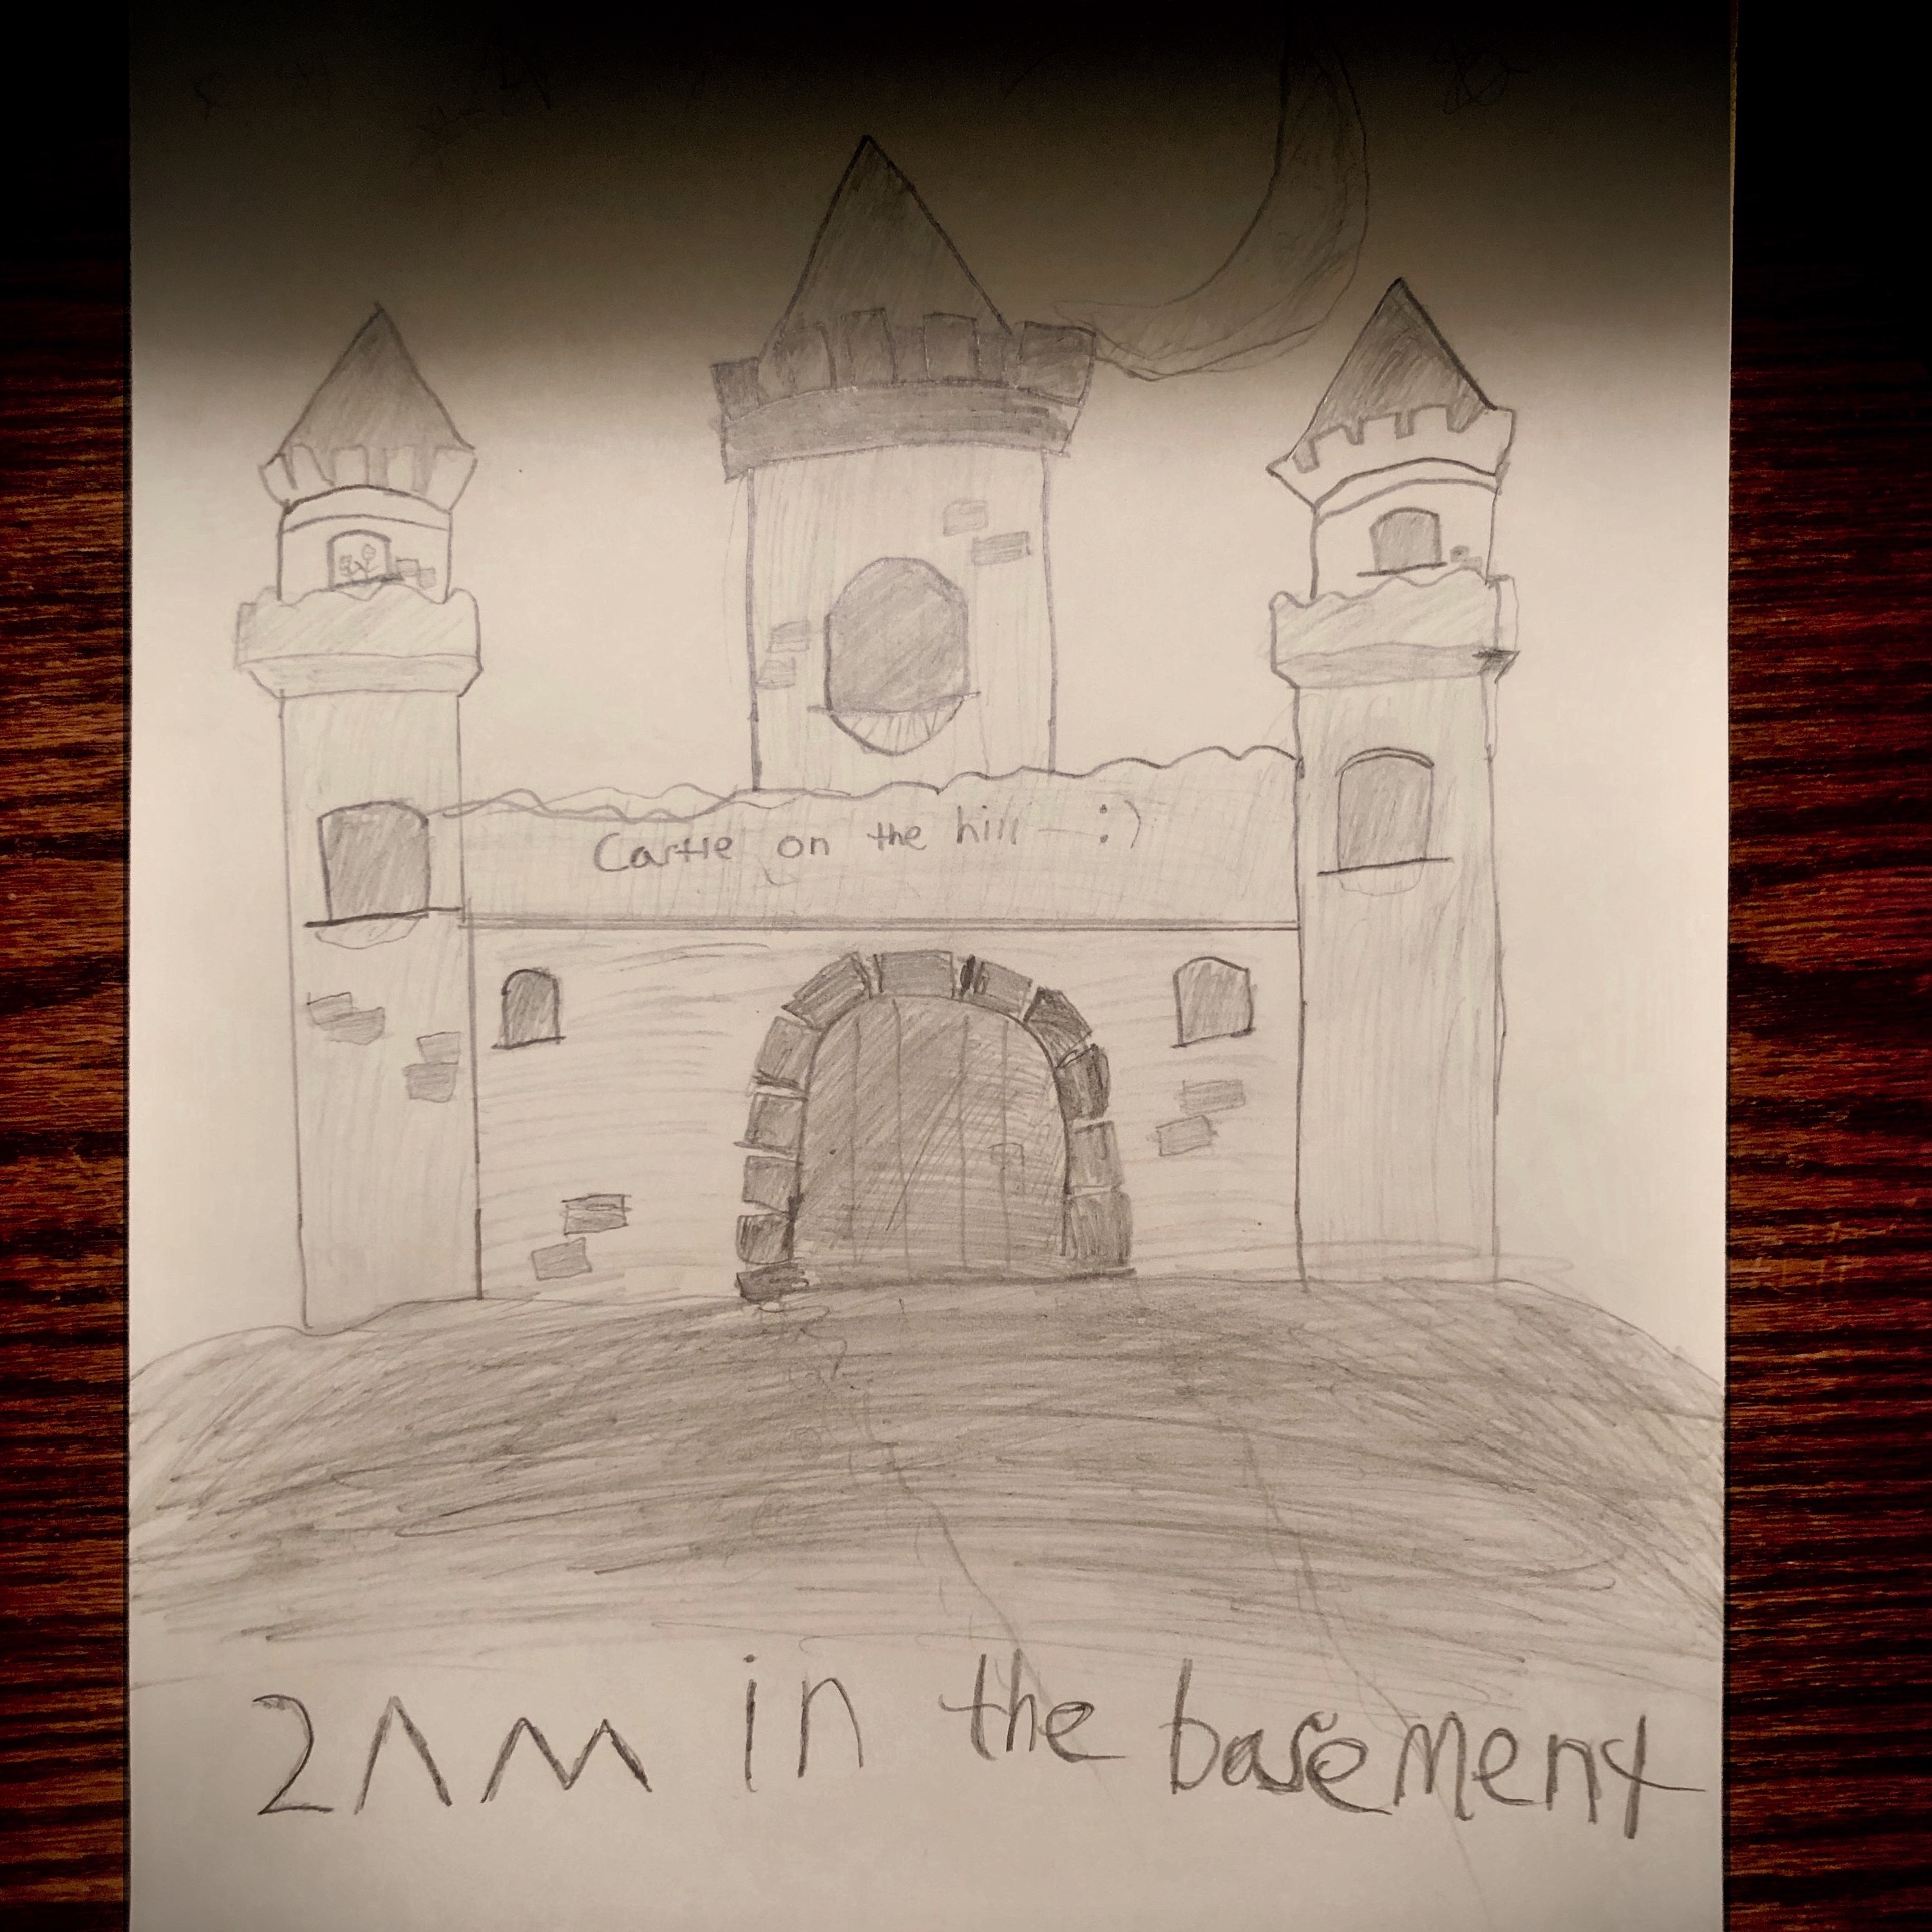 Castle on the hill :)
2AM in the basement